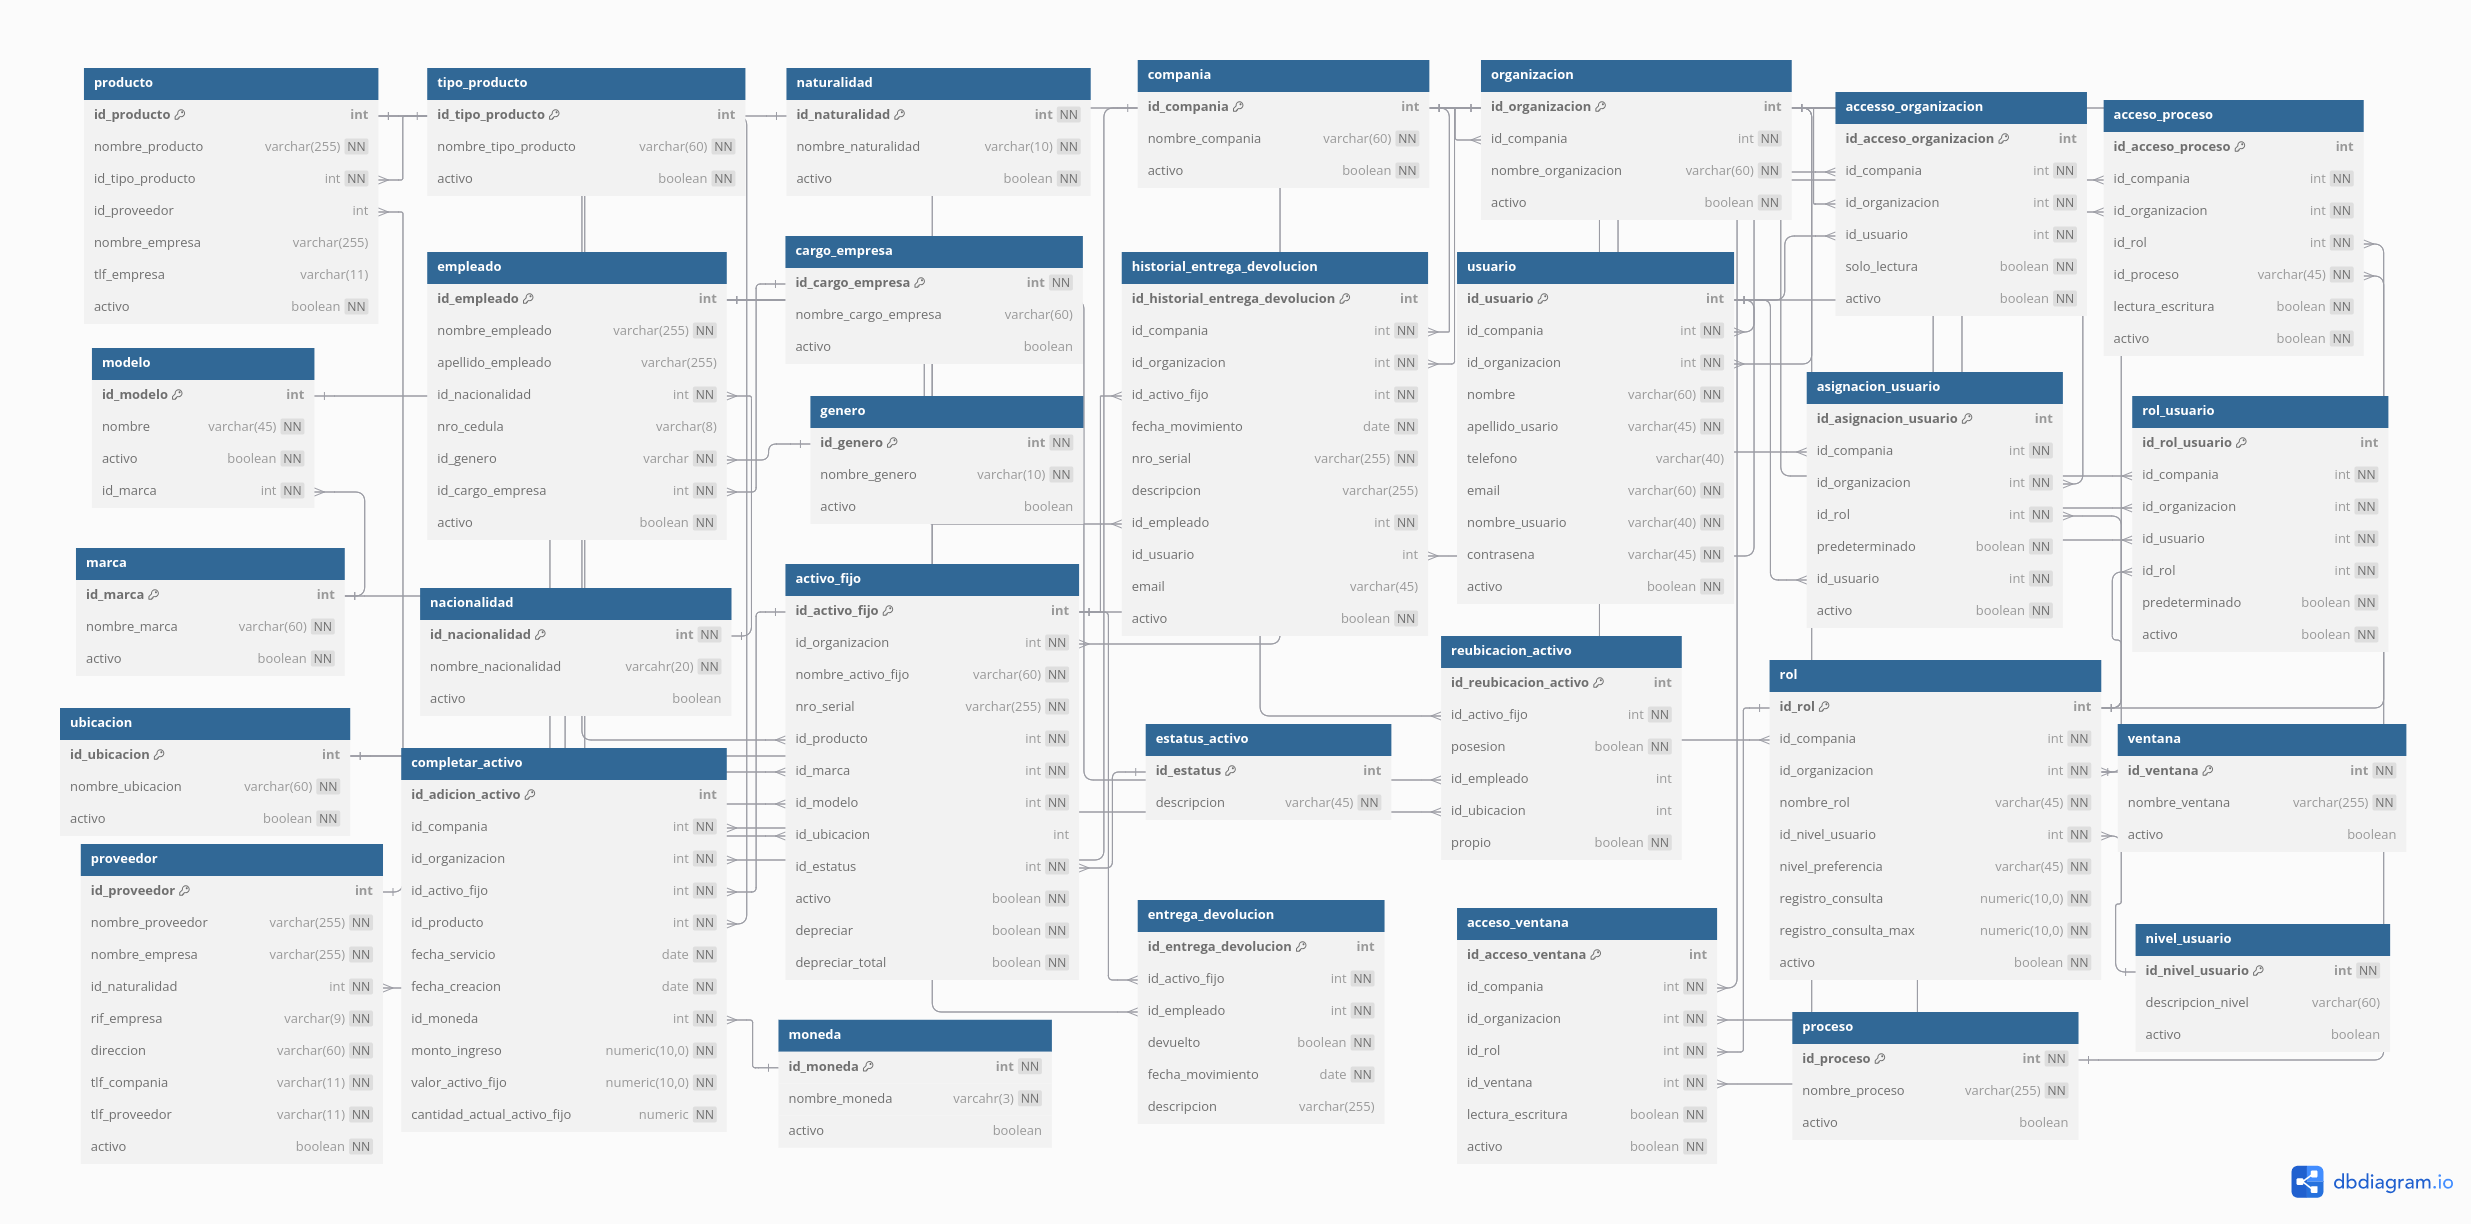 producto
id_producto int
nombre_producto varchar(255) NN
id_tipo_producto int NN
id_proveedor int
nombre_empresa varchar(255)
tlf_empresa varchar(11)
activo boolean NN
tipo_producto
id_tipo_producto int
nombre_tipo_producto varchar(60) NN
activo boolean NN
naturalidad
id_naturalidad int NN
nombre_naturalidad varchar(10) NN
activo boolean NN
compania
id_compania int
nombre_compania varchar(60) NN
activo boolean NN
organizacion
id_organizacion int
id_compania int NN
nombre_organizacion varchar(60) NN
activo boolean NN
accesso_organizacion
id_acceso_organizacion int
id_compania int NN
id_organizacion int NN
id_usuario int NN
solo_lectura boolean NN
activo boolean NN
acceso_proceso
id_acceso_proceso int
id_compania int NN
id_organizacion int NN
id_rol int NN
id_proceso varchar(45) NN
lectura_escritura boolean NN
activo boolean NN
empleado
id_empleado int
nombre_empleado varchar(255) NN
apellido_empleado varchar(255)
id_nacionalidad int NN
nro_cedula varchar(8)
id_genero varchar NN
id_cargo_empresa int NN
activo boolean NN
cargo_empresa
id_cargo_empresa int NN
nombre_cargo_empresa varchar(60)
activo boolean
historial_entrega_devolucion
id_historial_entrega_devolucion int
id_compania int NN
id_organizacion int NN
id_activo_fijo int NN
fecha_movimiento date NN
nro_serial varchar(255) NN
descripcion varchar(255)
id_empleado int NN
id_usuario int
email varchar(45)
activo boolean NN
usuario
id_usuario int
id_compania int NN
id_organizacion int NN
nombre varchar(60) NN
apellido_usario varchar(45) NN
telefono varchar(40)
email varchar(60) NN
nombre_usuario varchar(40) NN
contrasena varchar(45) NN
activo boolean NN
modelo
id_modelo int
nombre varchar(45) NN
activo boolean NN
id_marca int NN
genero
id_genero int NN
nombre_genero varchar(10) NN
activo boolean
asignacion_usuario
id_asignacion_usuario int
id_compania int NN
id_organizacion int NN
id_rol int NN
predeterminado boolean NN
id_usuario int NN
activo boolean NN
rol_usuario
id_rol_usuario int
id_compania int NN
id_organizacion int NN
id_usuario int NN
id_rol int NN
predeterminado boolean NN
activo boolean NN
marca
id_marca int
nombre_marca varchar(60) NN
activo boolean NN
nacionalidad
id_nacionalidad int NN
nombre_nacionalidad varcahr(20) NN
activo boolean
activo_fijo
id_activo_fijo int
id_organizacion int NN
nombre_activo_fijo varchar(60) NN
nro_serial varchar(255) NN
id_producto int NN
id_marca int NN
id_modelo int NN
id_ubicacion int
id_estatus int NN
activo boolean NN
depreciar boolean NN
depreciar_total boolean NN
reubicacion_activo
id_reubicacion_activo int
id_activo_fijo int NN
posesion boolean NN
id_empleado int
id_ubicacion int
propio boolean NN
rol
id_rol int
id_compania int NN
id_organizacion int NN
nombre_rol varchar(45) NN
id_nivel_usuario int NN
nivel_preferencia varchar(45) NN
registro_consulta numeric(10,0) NN
registro_consulta_max numeric(10,0) NN
activo boolean NN
ubicacion
id_ubicacion int
nombre_ubicacion varchar(60) NN
activo boolean NN
completar_activo
id_adicion_activo int
id_compania int NN
id_organizacion int NN
id_activo_fijo int NN
id_producto int NN
fecha_servicio date NN
fecha_creacion date NN
id_moneda int NN
monto_ingreso numeric(10,0) NN
valor_activo_fijo numeric(10,0) NN
cantidad_actual_activo_fijo numeric NN
estatus_activo
id_estatus int
descripcion varchar(45) NN
ventana
id_ventana int NN
nombre_ventana varchar(255) NN
activo boolean
proveedor
id_proveedor int
nombre_proveedor varchar(255) NN
nombre_empresa varchar(255) NN
id_naturalidad int NN
rif_empresa varchar(9) NN
direccion varchar(60) NN
tlf_compania varchar(11) NN
tlf_proveedor varchar(11) NN
activo boolean NN
entrega_devolucion
id_entrega_devolucion int
id_activo_fijo int NN
id_empleado int NN
devuelto boolean NN
fecha_movimiento date NN
descripcion varchar(255)
acceso_ventana
id_acceso_ventana int
id_compania int NN
id_organizacion int NN
id_rol int NN
id_ventana int NN
lectura_escritura boolean NN
activo boolean NN
nivel_usuario
id_nivel_usuario int NN
descripcion_nivel varchar(60)
activo boolean
moneda
id_moneda int NN
nombre_moneda varcahr(3) NN
activo boolean
proceso
id_proceso int NN
nombre_proceso varchar(255) NN
activo boolean
dbdiagram.io